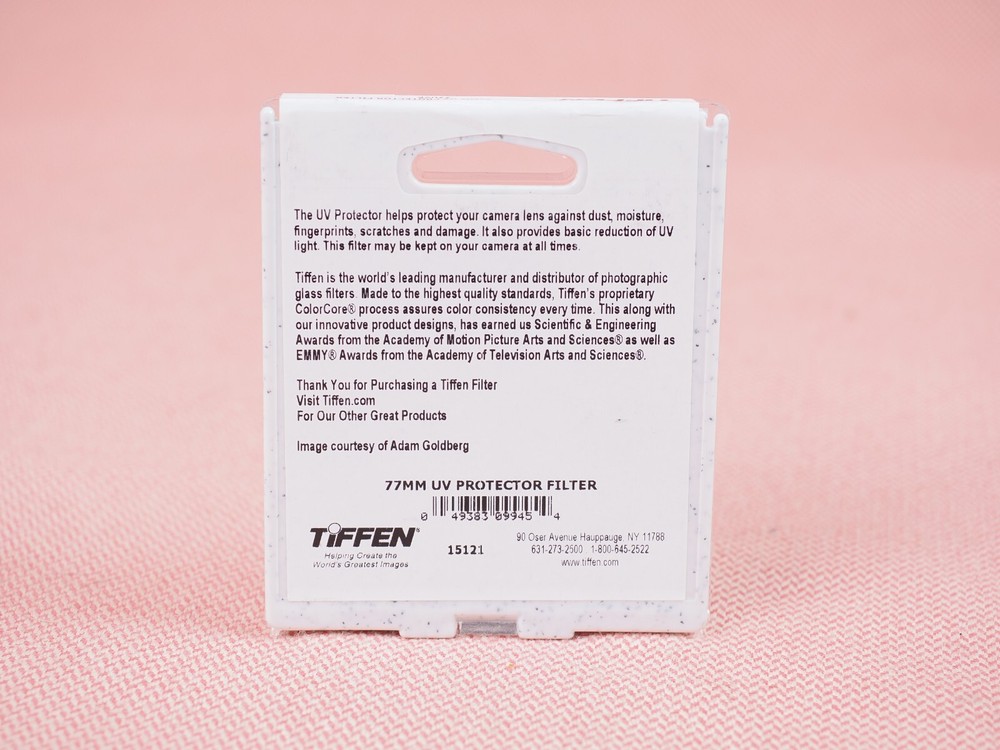 The UV Protector helps protect your camera lens against dust, moisture,
fingerprints, scratches and damage. It also provides basic reduction of UV
light. This filter may be kept on your camera at all times.
Tiffen is the world's leading manufacturer and distributor of photographic
glass filters. Made to the highest quality standards, Tiffen's proprietary
ColorCore® process assures color consistency every time. This along with
our innovative product designs, has earned us Scientific & Engineering
Awards from the Academy of Motion Picture Arts and Sciences® as well as
EMMY® Awards from the Academy of Television Arts and Sciences®.
Thank You for Purchasing a Tiffen Filter
Visit Tiffen.com
For Our Other Great Products
Image courtesy of Adam Goldberg
77MM UV PROTECTOR FILTER
0 49383 09945 4
TiFFEN®
Helping Create the
World's Greatest Images
15121
90 Oser Avenue Hauppauge, NY 11788
631-273-2500 1-800-645-2522
www.tiffen.com